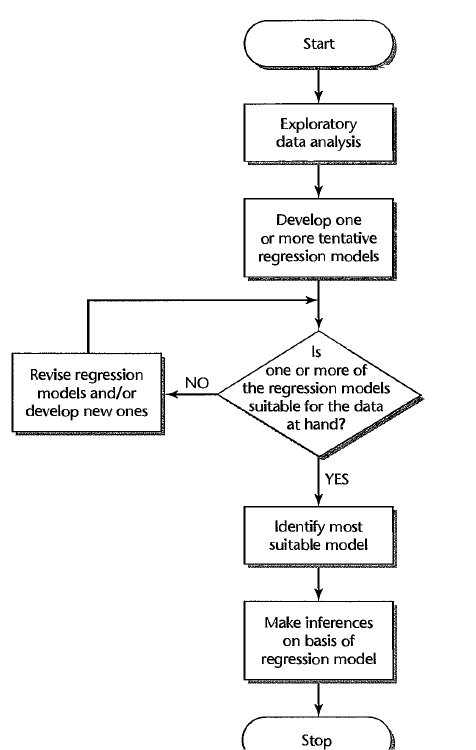 Start
Exploratory
data analysis
Develop one
or more tentative
regression models
Is
one or more of
the regression models
suitable for the data
at hand?
NO
Revise regression
models and/or
develop new ones
YES
Identify most
suitable model
Make inferences
on basis of
regression model
Stop